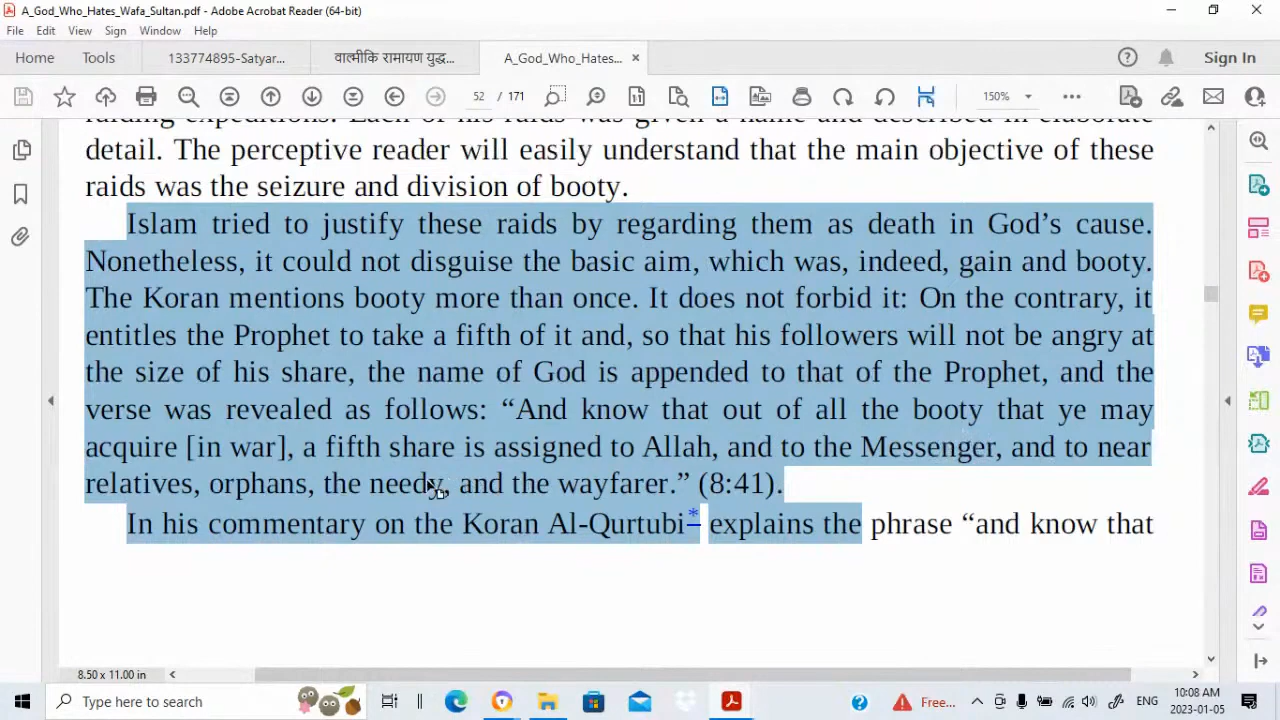 A_God_Who_Hates_Wafa_Sultan.pdf - Adobe Acrobat Reader (64-bit)
File Edit View Sign Window Help
Home Tools 133774895-Satyar... वाल्मीकि रामायण युद्ध... A_God_Who_Hates... × Sign In
52 / 171 150%
detail. The perceptive reader will easily understand that the main objective of these
raids was the seizure and division of booty.
Islam tried to justify these raids by regarding them as death in God’s cause.
Nonetheless, it could not disguise the basic aim, which was, indeed, gain and booty.
The Koran mentions booty more than once. It does not forbid it: On the contrary, it
entitles the Prophet to take a fifth of it and, so that his followers will not be angry at
the size of his share, the name of God is appended to that of the Prophet, and the
verse was revealed as follows: “And know that out of all the booty that ye may
acquire [in war], a fifth share is assigned to Allah, and to the Messenger, and to near
relatives, orphans, the needy, and the wayfarer.” (8:41).
In his commentary on the Koran Al-Qurtubi* explains the phrase “and know that
8.50 x 11.00 in
Type here to search Free... ENG 10:08 AM
2023-01-05